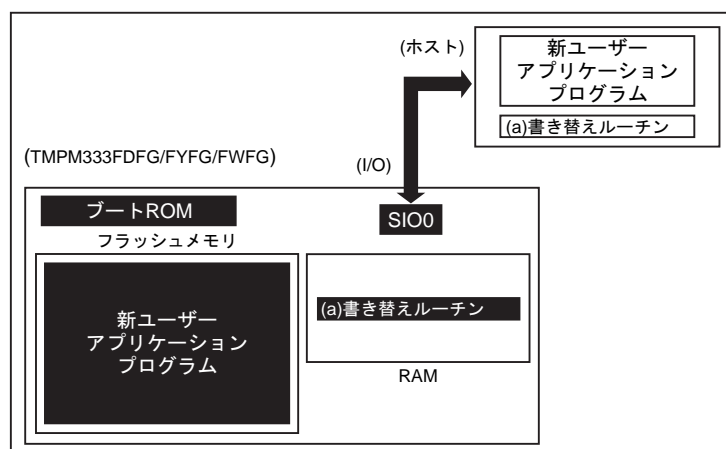 (ホスト)
新ユーザー
アプリケーション
プログラム
(a)書き替えルーチン
(TMPM333FDFG/FYFG/FWFG)
(I/O)
ブートROM
SIO0
フラッシュメモリ
新ユーザー
アプリケーション
プログラム
(a)書き替えルーチン
RAM